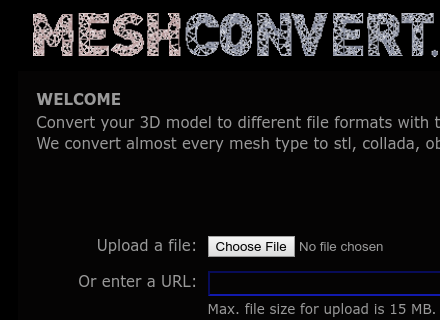 MESHCONVERT.
WELCOME
Convert your 3D model to different file formats with
We convert almost every mesh type to stl, collada,
Upload a file: Choose File No file chosen
Or enter a URL:
Max. file size for upload is 15 MB.